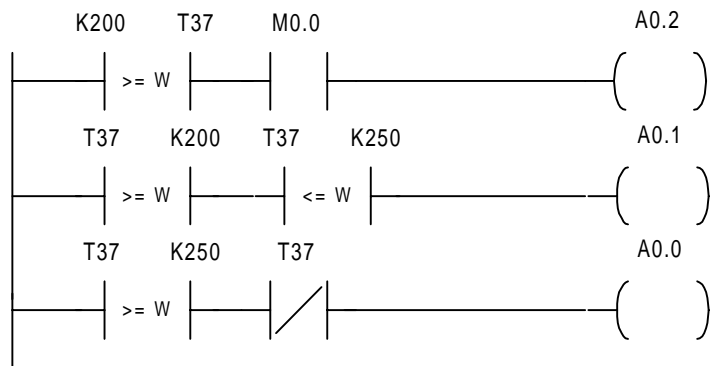 K200 T37 M0.0 A0.2
>= W
T37 K200 T37 K250 A0.1
>= W <= W
T37 K250 T37 A0.0
>= W